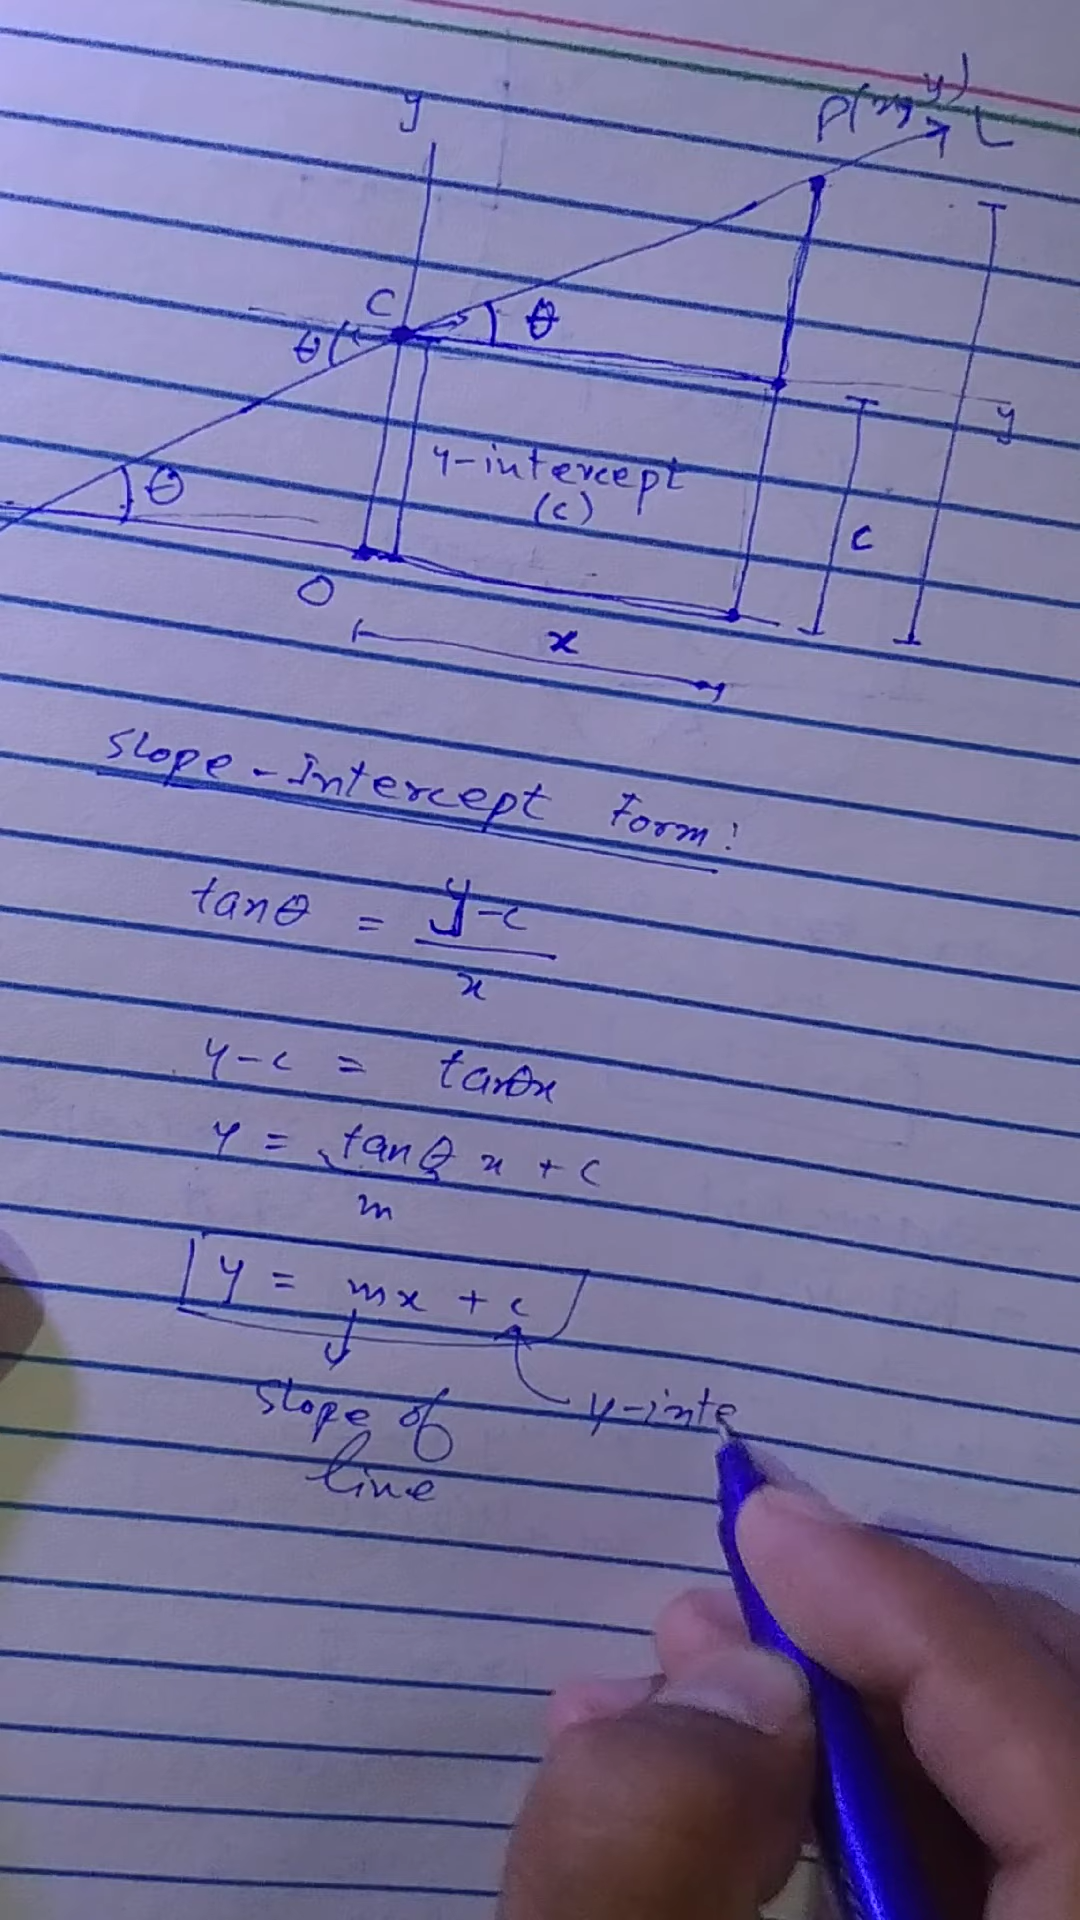 y
P(x, y)
L
C
θ
θ
y
y-intercept
(c)
θ
c
O
x
Slope-Intercept Form:
tanθ = y-c
x
y-c = tanθx
y = tanθ x + c
m
y = mx + c
slope of
line
y-inte